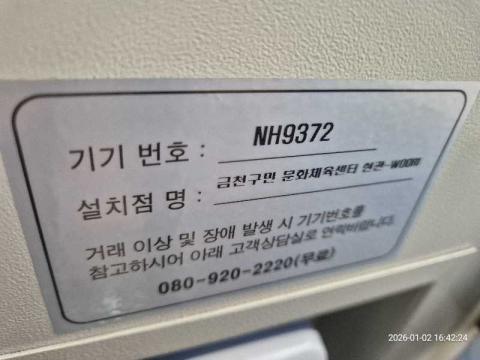 기기 번호 : NH9372
설치점 명 : 금천구민 문화체육센터 현관-WOORI
거래 이상 및 장애 발생 시 기기번호를
참고하시어 아래 고객상담실로 연락바랍니다.
080-920-2220(무료)
2026-01-02 16:42:24